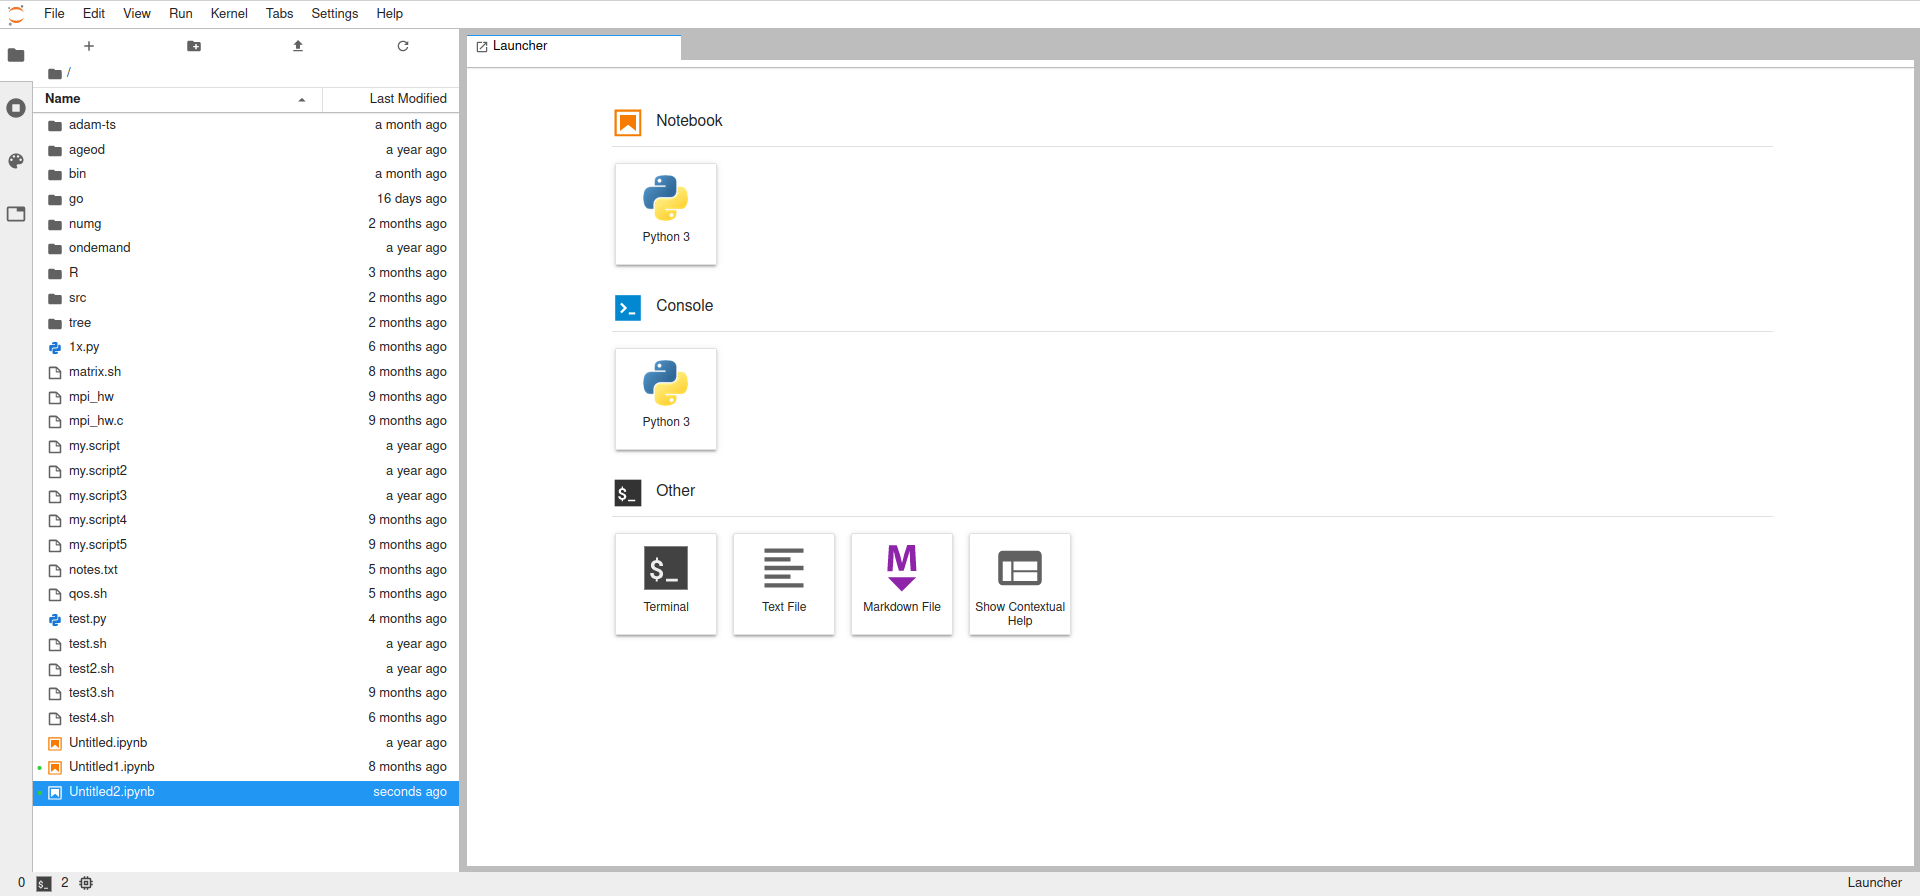 File Edit View Run Kernel Tabs Settings Help
Launcher
/
Name Last Modified
adam-ts a month ago
ageod a year ago
bin a month ago
go 16 days ago
numg 2 months ago
ondemand a year ago
R 3 months ago
src 2 months ago
tree 2 months ago
1x.py 6 months ago
matrix.sh 8 months ago
mpi_hw 9 months ago
mpi_hw.c 9 months ago
my.script a year ago
my.script2 a year ago
my.script3 a year ago
my.script4 9 months ago
my.script5 9 months ago
notes.txt 5 months ago
qos.sh 5 months ago
test.py 4 months ago
test.sh a year ago
test2.sh a year ago
test3.sh 9 months ago
test4.sh 6 months ago
Untitled.ipynb a year ago
Untitled1.ipynb 8 months ago
Untitled2.ipynb seconds ago
Notebook
Python 3
Console
Python 3
$_ Other
$_
M
Terminal Text File Markdown File Show Contextual
Help
0 $_ 2 Launcher